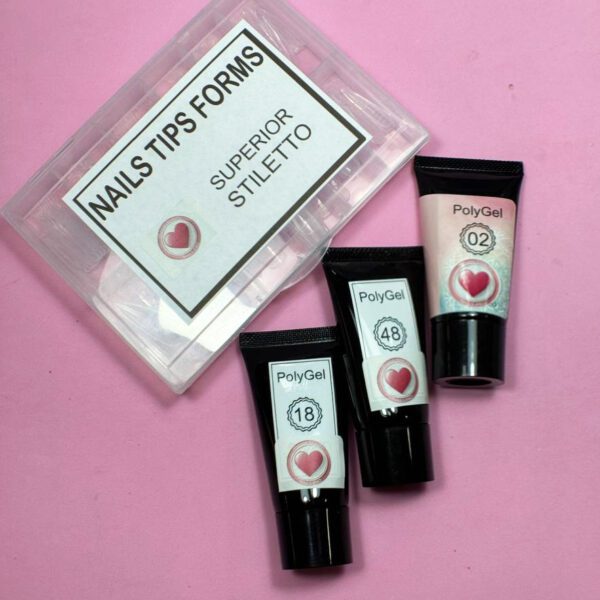 NAILS TIPS FORMS
SUPERIOR
STILETTO
PolyGel
02
PolyGel
48
PolyGel
18